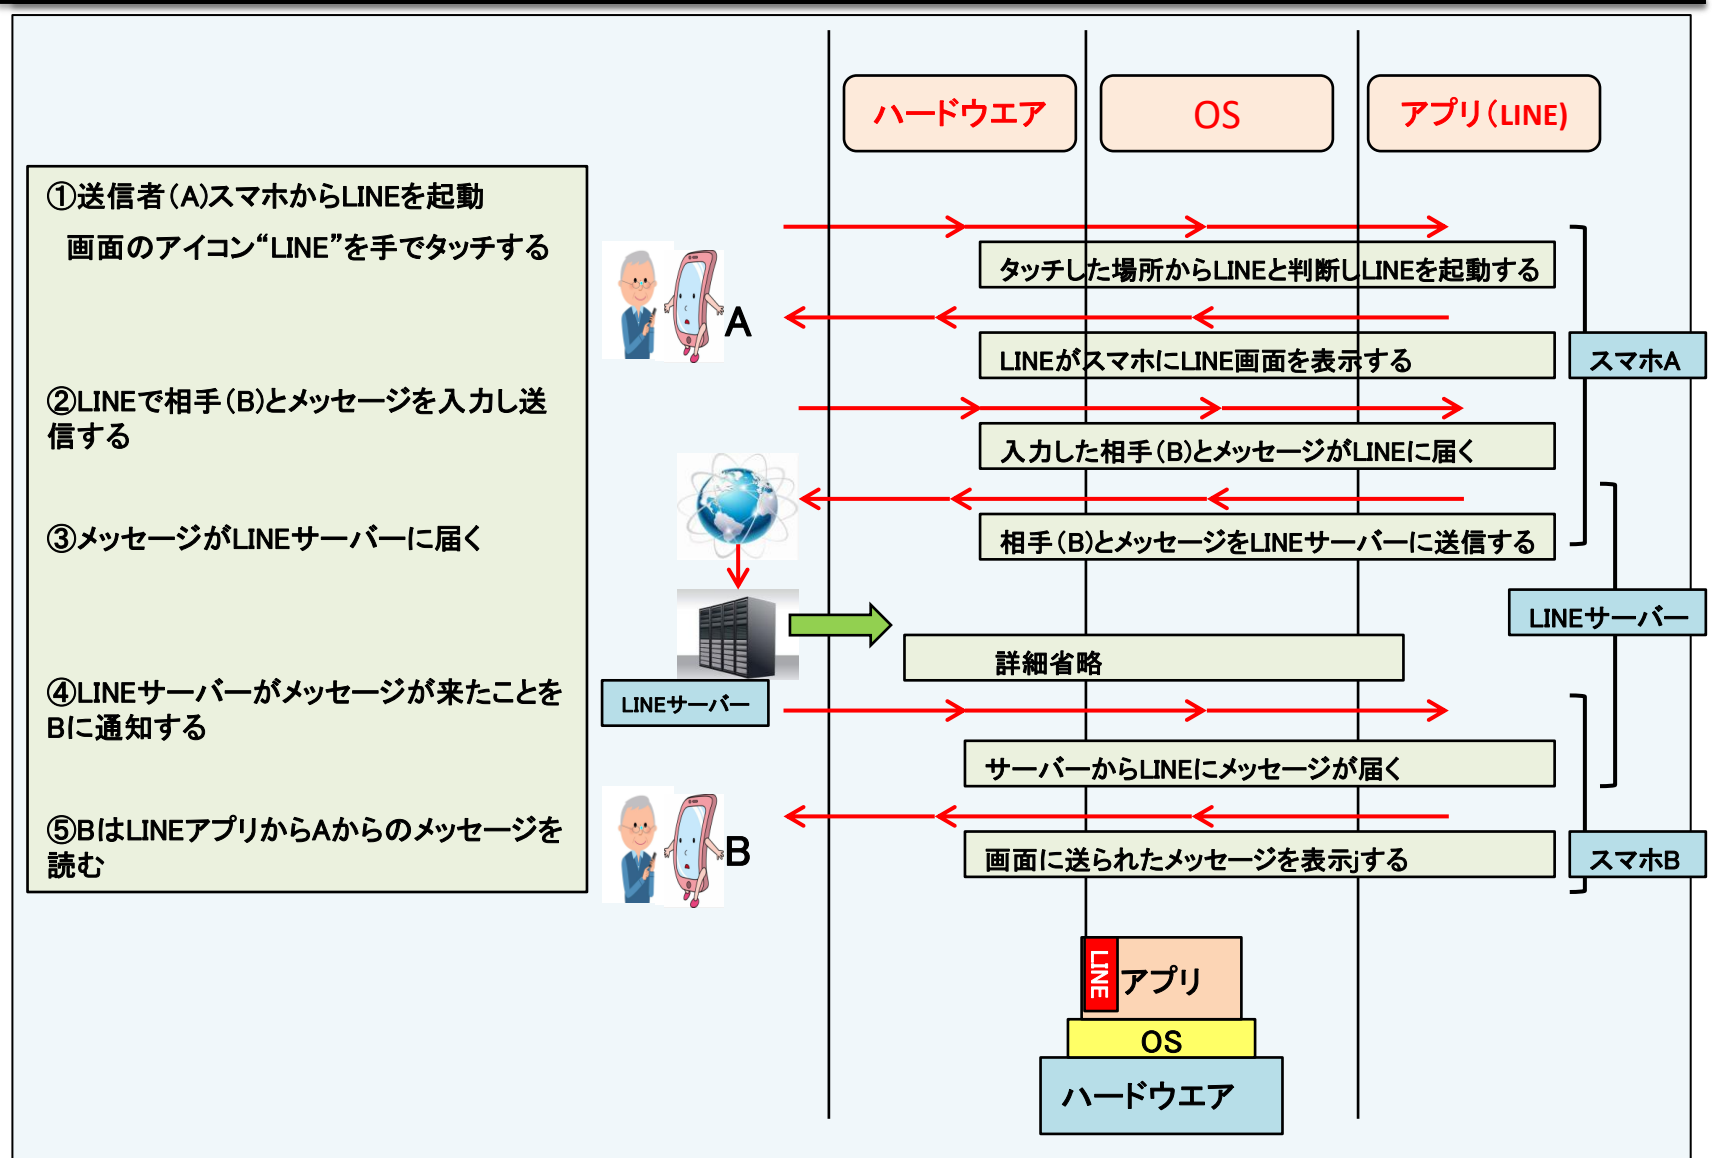 ハードウエア
OS
アプリ（LINE)
①送信者（A)スマホからLINEを起動
画面のアイコン“LINE”を手でタッチする
タッチした場所からLINEと判断しLINEを起動する
A
LINEがスマホにLINE画面を表示する
スマホA
②LINEで相手（B)とメッセージを入力し送
信する
入力した相手（B)とメッセージがLINEに届く
③メッセージがLINEサーバーに届く
相手（B)とメッセージをLINEサーバーに送信する
LINEサーバー
詳細省略
④LINEサーバーがメッセージが来たことを
Bに通知する
LINEサーバー
サーバーからLINEにメッセージが届く
⑤BはLINEアプリからAからのメッセージを
読む
B
画面に送られたメッセージを表示jする
スマホB
LINE
アプリ
OS
ハードウエア